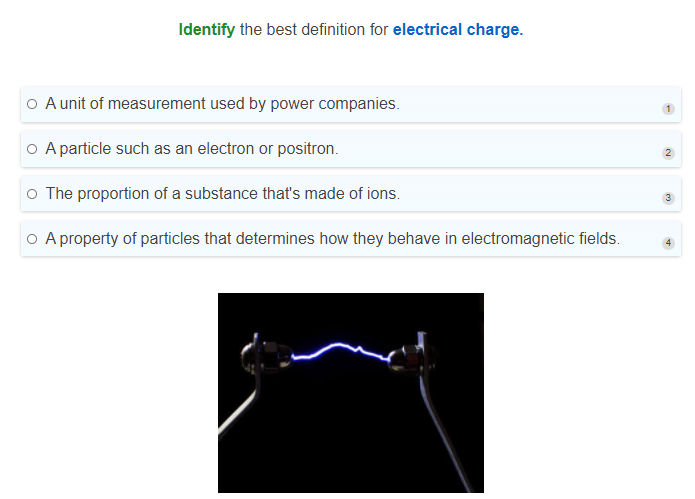 Identify the best definition for electrical charge.
A unit of measurement used by power companies. 1
A particle such as an electron or positron. 2
The proportion of a substance that's made of ions. 3
A property of particles that determines how they behave in electromagnetic fields. 4